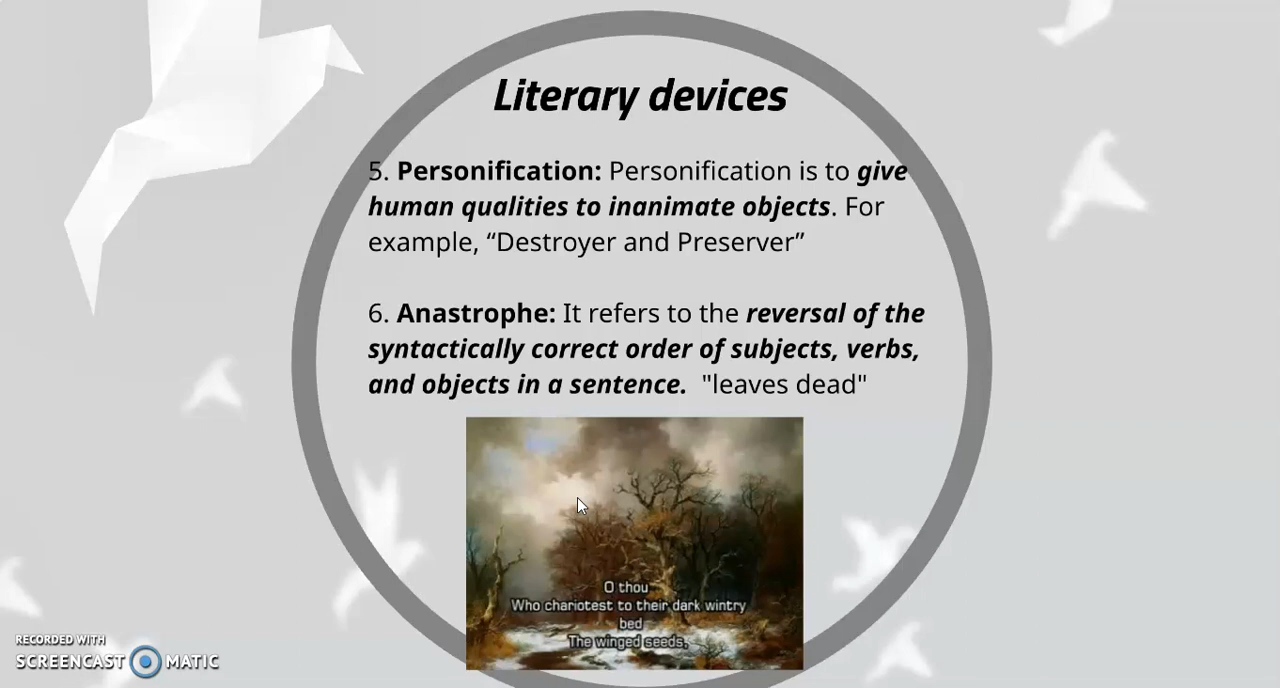 Literary devices
5. Personification: Personification is to give
human qualities to inanimate objects. For
example, “Destroyer and Preserver”
6. Anastrophe: It refers to the reversal of the
syntactically correct order of subjects, verbs,
and objects in a sentence.  "leaves dead"
O thou
Who chariotest to their dark wintry
bed
The winged seeds,
RECORDED WITH
SCREENCAST MATIC